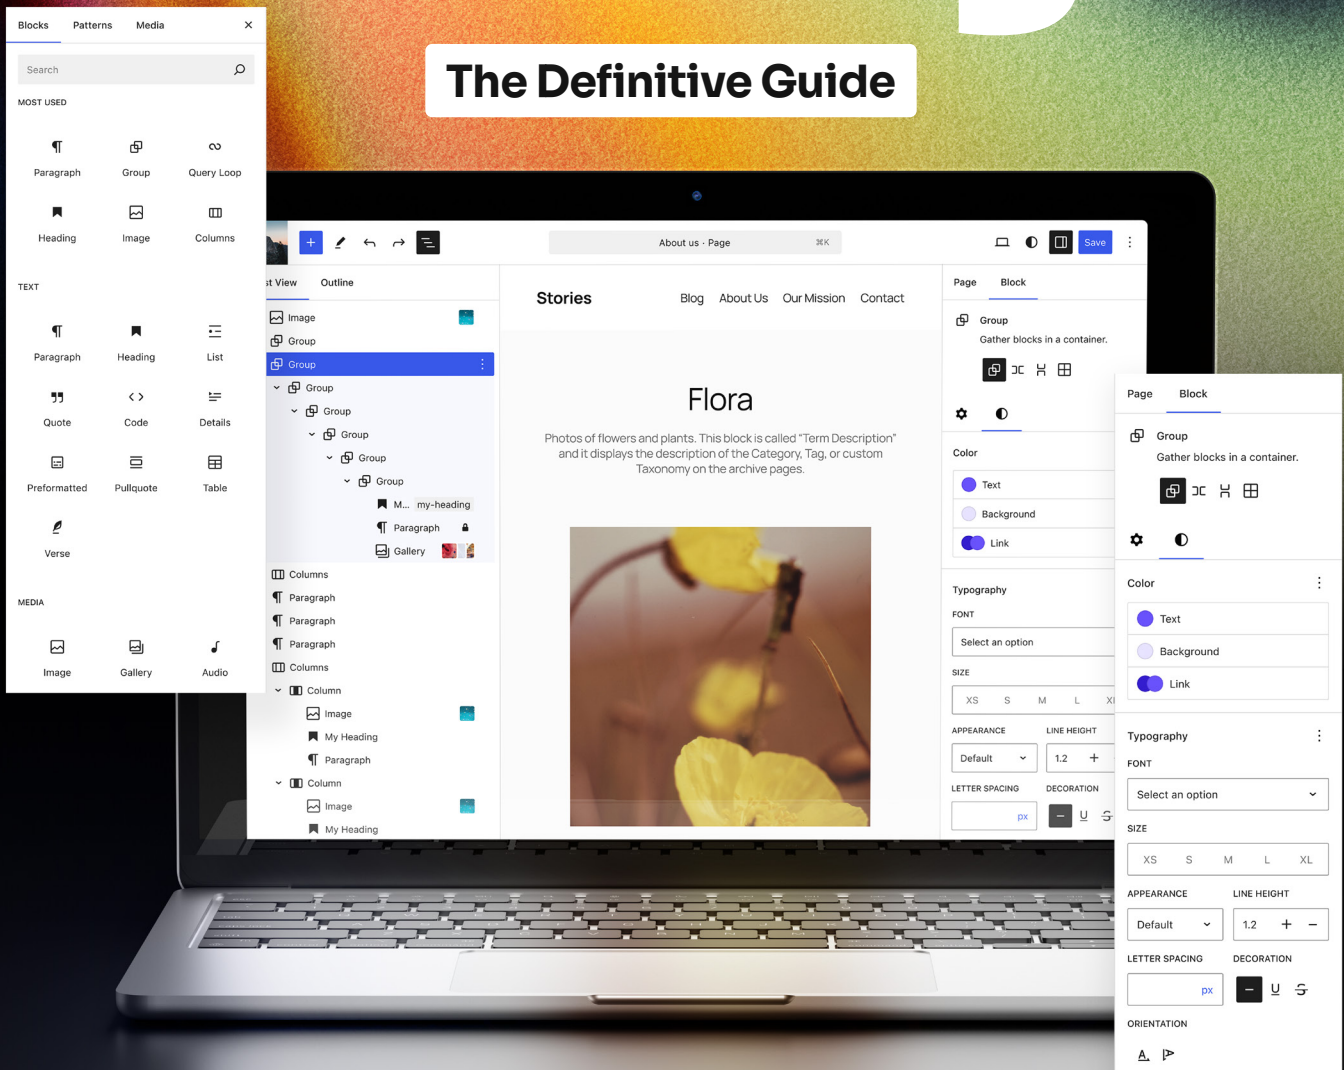 The Definitive Guide
Blocks Patterns Media
Search
MOST USED
Paragraph Group Query Loop
Heading Image Columns
TEXT
Paragraph Heading List
Quote Code Details
Preformatted Pullquote Table
Verse
MEDIA
Image Gallery Audio
About us · Page ⌘K
Save
st View Outline
Image
Group
Group
Group
Group
Group
Group
Group
M... my-heading
Paragraph
Gallery
Columns
Paragraph
Paragraph
Paragraph
Columns
Column
Image
My Heading
Paragraph
Column
Image
My Heading
Stories Blog About Us Our Mission Contact
Flora
Photos of flowers and plants. This block is called “Term Description”
and it displays the description of the Category, Tag, or custom
Taxonomy on the archive pages.
Page Block
Group
Gather blocks in a container.
Color
Text
Background
Link
Typography
FONT
Select an option
SIZE
XS S M L XL
APPEARANCE LINE HEIGHT
Default 1.2 +
LETTER SPACING DECORATION
px — U S
Page Block
Group
Gather blocks in a container.
Color
Text
Background
Link
Typography
FONT
Select an option
SIZE
XS S M L XL
APPEARANCE LINE HEIGHT
Default 1.2 + −
LETTER SPACING DECORATION
px — U S
ORIENTATION
A